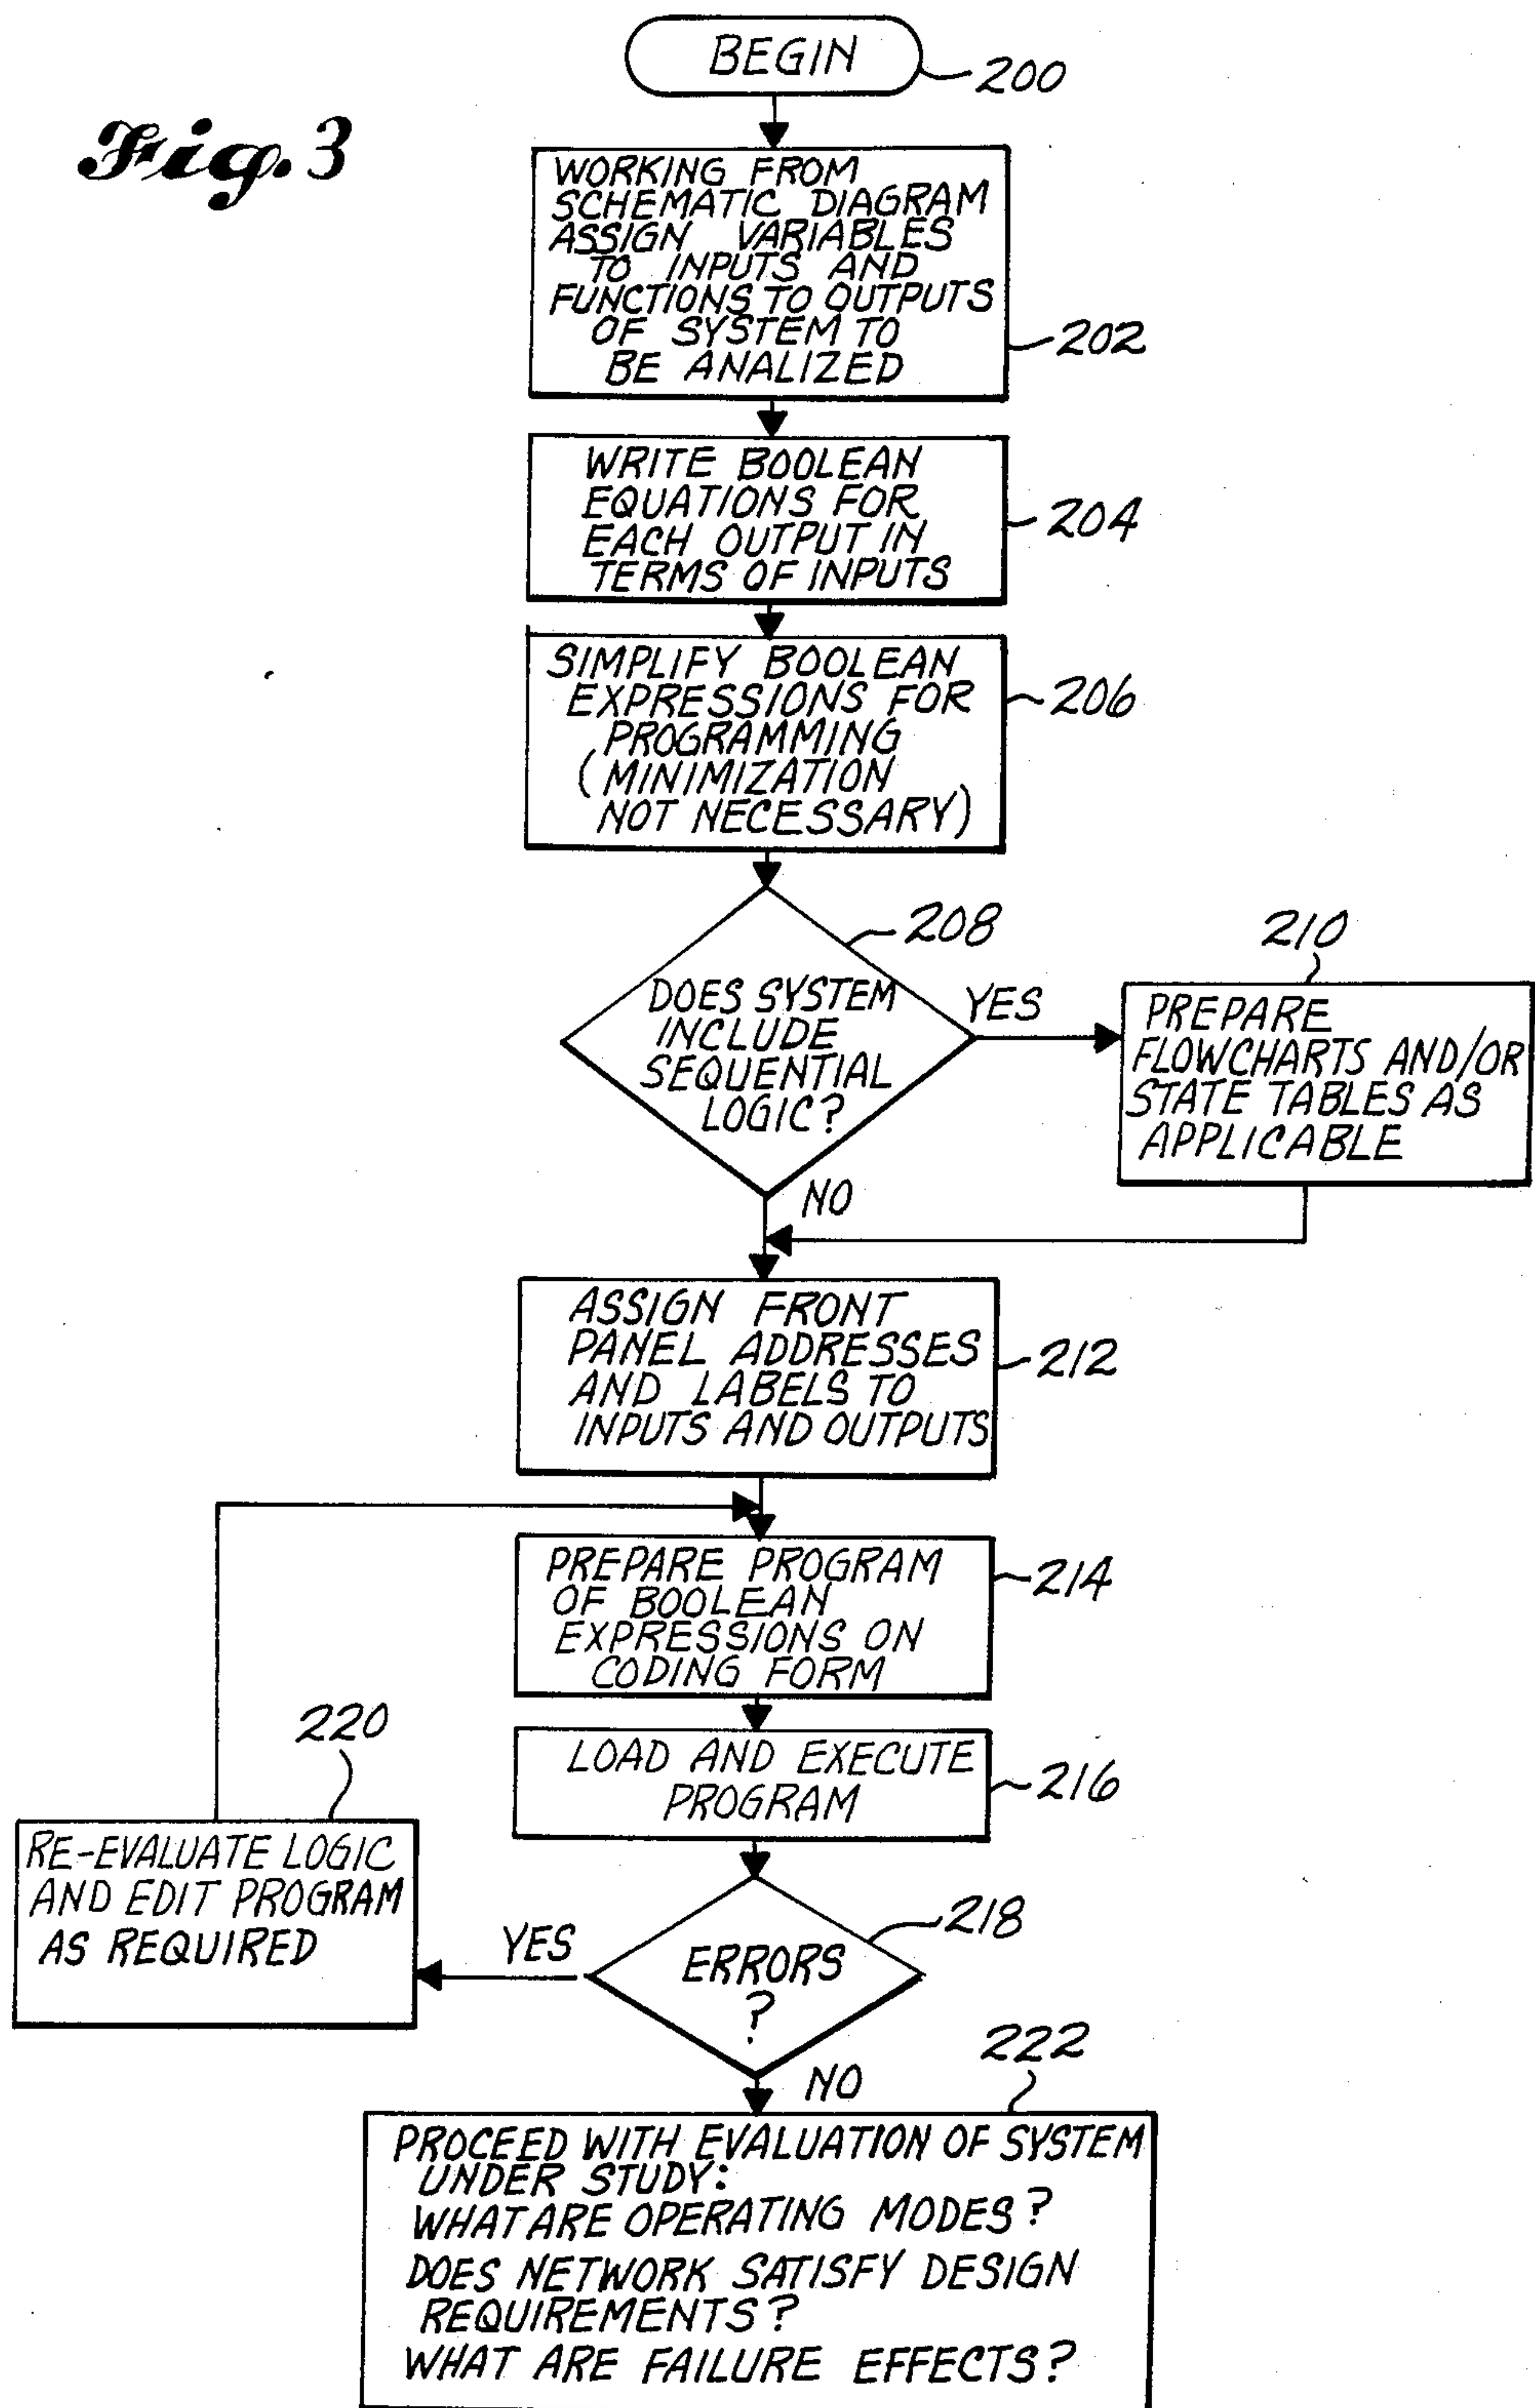 Fig. 3
BEGIN
200
WORKING FROM
SCHEMATIC DIAGRAM
ASSIGN VARIABLES
TO INPUTS AND
FUNCTIONS TO OUTPUTS
OF SYSTEM TO
BE ANALIZED
202
WRITE BOOLEAN
EQUATIONS FOR
EACH OUTPUT IN
TERMS OF INPUTS
204
SIMPLIFY BOOLEAN
EXPRESSIONS FOR
PROGRAMMING
(MINIMIZATION
NOT NECESSARY)
206
208
DOES SYSTEM
INCLUDE
SEQUENTIAL
LOGIC?
YES
210
PREPARE
FLOWCHARTS AND/OR
STATE TABLES AS
APPLICABLE
NO
ASSIGN FRONT
PANEL ADDRESSES
AND LABELS TO
INPUTS AND OUTPUTS
212
PREPARE PROGRAM
OF BOOLEAN
EXPRESSIONS ON
CODING FORM
214
LOAD AND EXECUTE
PROGRAM
216
220
RE-EVALUATE LOGIC
AND EDIT PROGRAM
AS REQUIRED
YES
ERRORS
?
218
NO
222
PROCEED WITH EVALUATION OF SYSTEM
UNDER STUDY:
WHAT ARE OPERATING MODES?
DOES NETWORK SATISFY DESIGN
REQUIREMENTS?
WHAT ARE FAILURE EFFECTS?